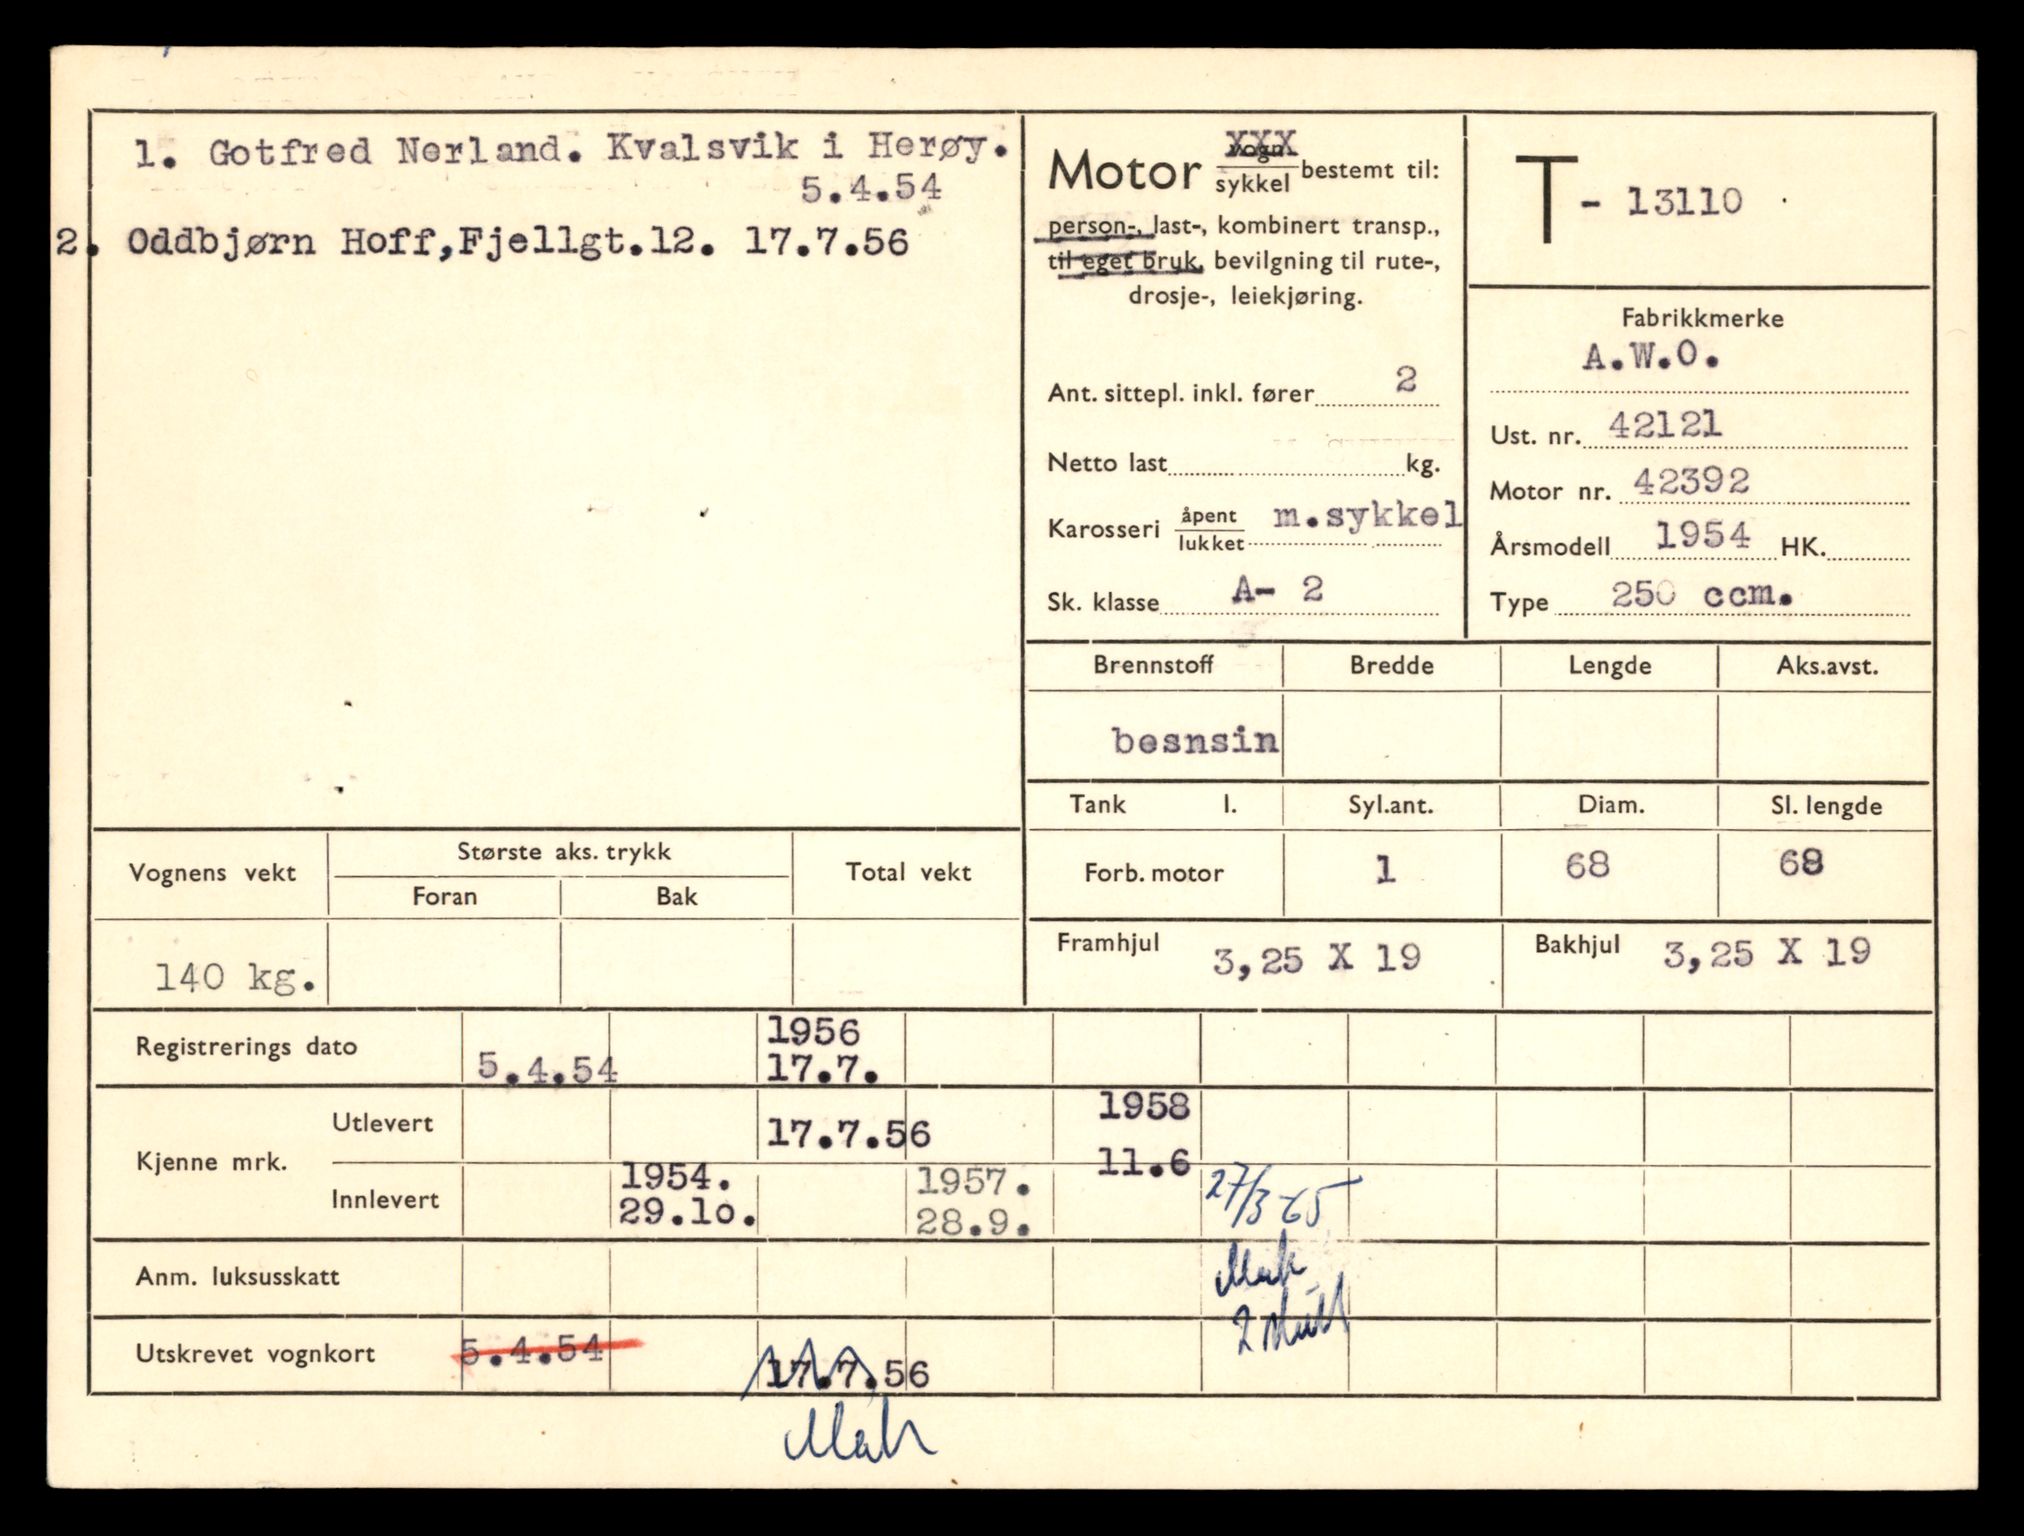 1. Gotfred Nerland. Kvalsvik i Herøy.
5.4.54
2. Oddbjørn Hoff,Fjellgt.12. 17.7.56
Motor vogn XXX / sykkel bestemt til:
person-, last-, kombinert transp.,
til eget bruk, bevilgning til rute-,
drosje-, leiekjøring.
Ant. sittepl. inkl. fører 2
Netto last kg.
Karosseri åpent / lukket m.sykkel
Sk. klasse A- 2
T - 13110
Fabrikkmerke
A.W.O.
Ust. nr. 42121
Motor nr. 42392
Årsmodell 1954 HK.
Type 250 ccm.
Brennstoff Bredde Lengde Aks.avst.
besnsin
Tank l. Syl.ant. Diam. Sl. lengde
Forb. motor 1 68 68
Framhjul 3,25 X 19 Bakhjul 3,25 X 19
Vognens vekt Største aks. trykk Total vekt
Foran Bak
140 kg.
Registrerings dato 5.4.54 1956 17.7.
Kjenne mrk. Utlevert 17.7.56 1958 11.6
Innlevert 1954. 29.10. 1957. 28.9. 27/3-65
Anm. luksusskatt
Utskrevet vognkort 5.4.54 17.7.56